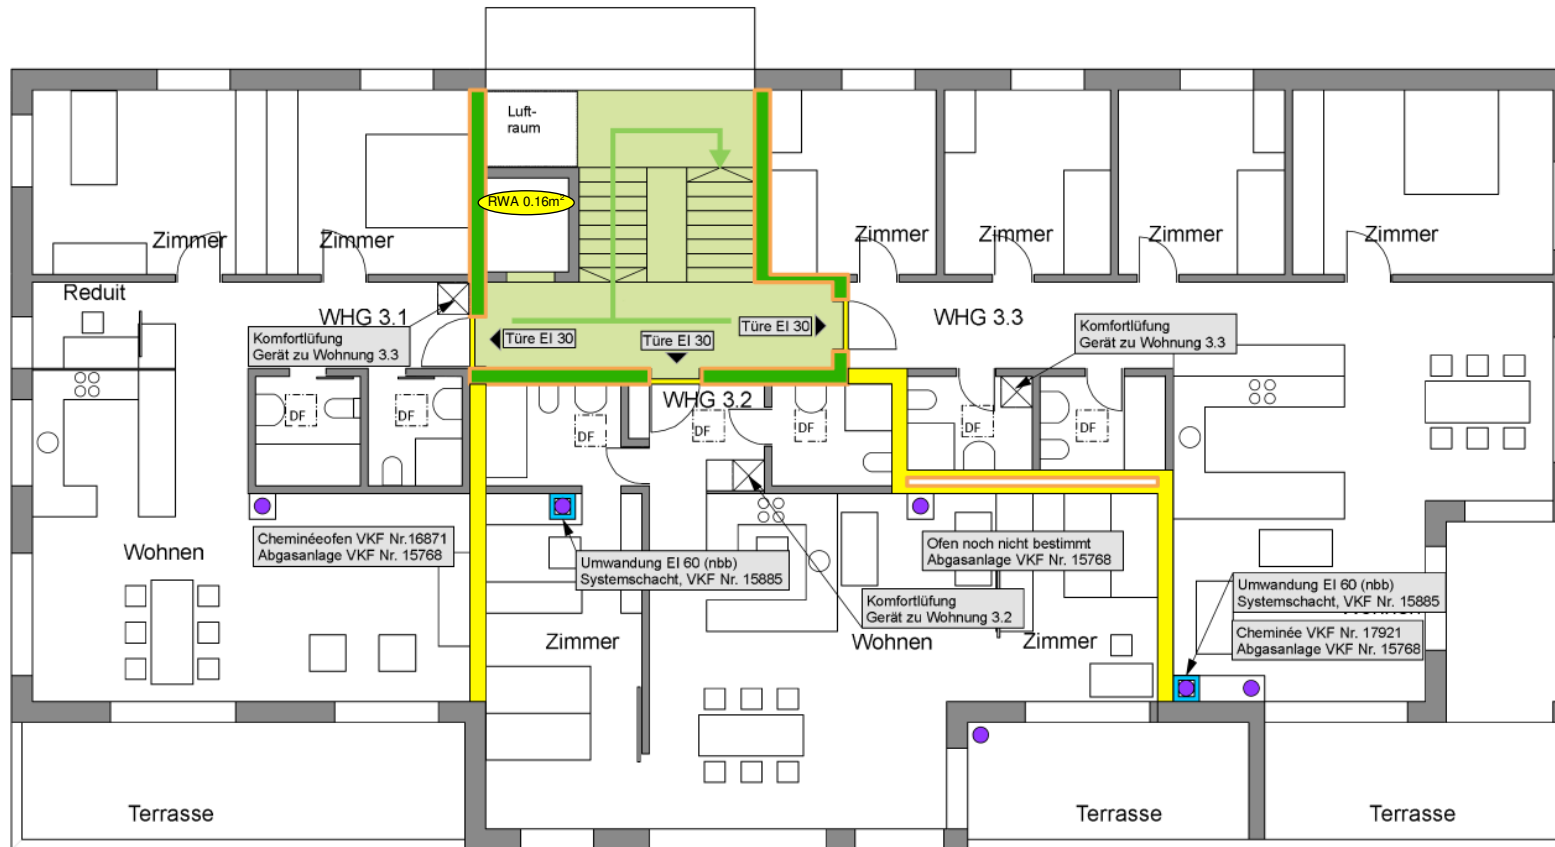 Luft-
raum
RWA 0.16m²
Zimmer
Zimmer
Zimmer
Zimmer
Zimmer
Zimmer
Reduit
WHG 3.1
WHG 3.3
Komfortlüfung
Gerät zu Wohnung 3.3
Türe EI 30
Türe EI 30
Türe EI 30
Komfortlüfung
Gerät zu Wohnung 3.3
WHG 3.2
DF
DF
DF
DF
DF
DF
DF
Cheminéeofen VKF Nr.16871
Abgasanlage VKF Nr. 15768
Wohnen
Umwandung EI 60 (nbb)
Systemschacht, VKF Nr. 15885
Ofen noch nicht bestimmt
Abgasanlage VKF Nr. 15768
Komfortlüfung
Gerät zu Wohnung 3.2
Umwandung EI 60 (nbb)
Systemschacht, VKF Nr. 15885
Cheminée VKF Nr. 17921
Abgasanlage VKF Nr. 15768
Zimmer
Wohnen
Zimmer
Terrasse
Terrasse
Terrasse